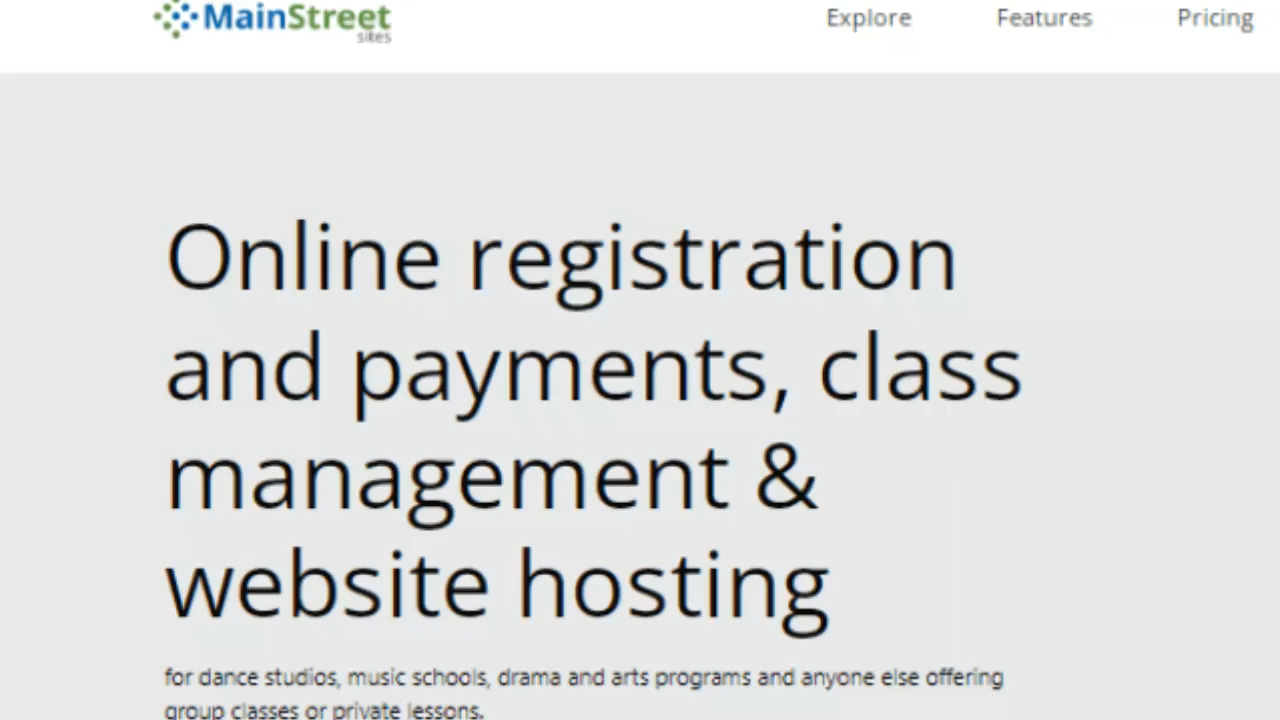 MainStreet
sites
Explore Features Pricing
Online registration
and payments, class
management &
website hosting
for dance studios, music schools, drama and arts programs and anyone else offering
group classes or private lessons.